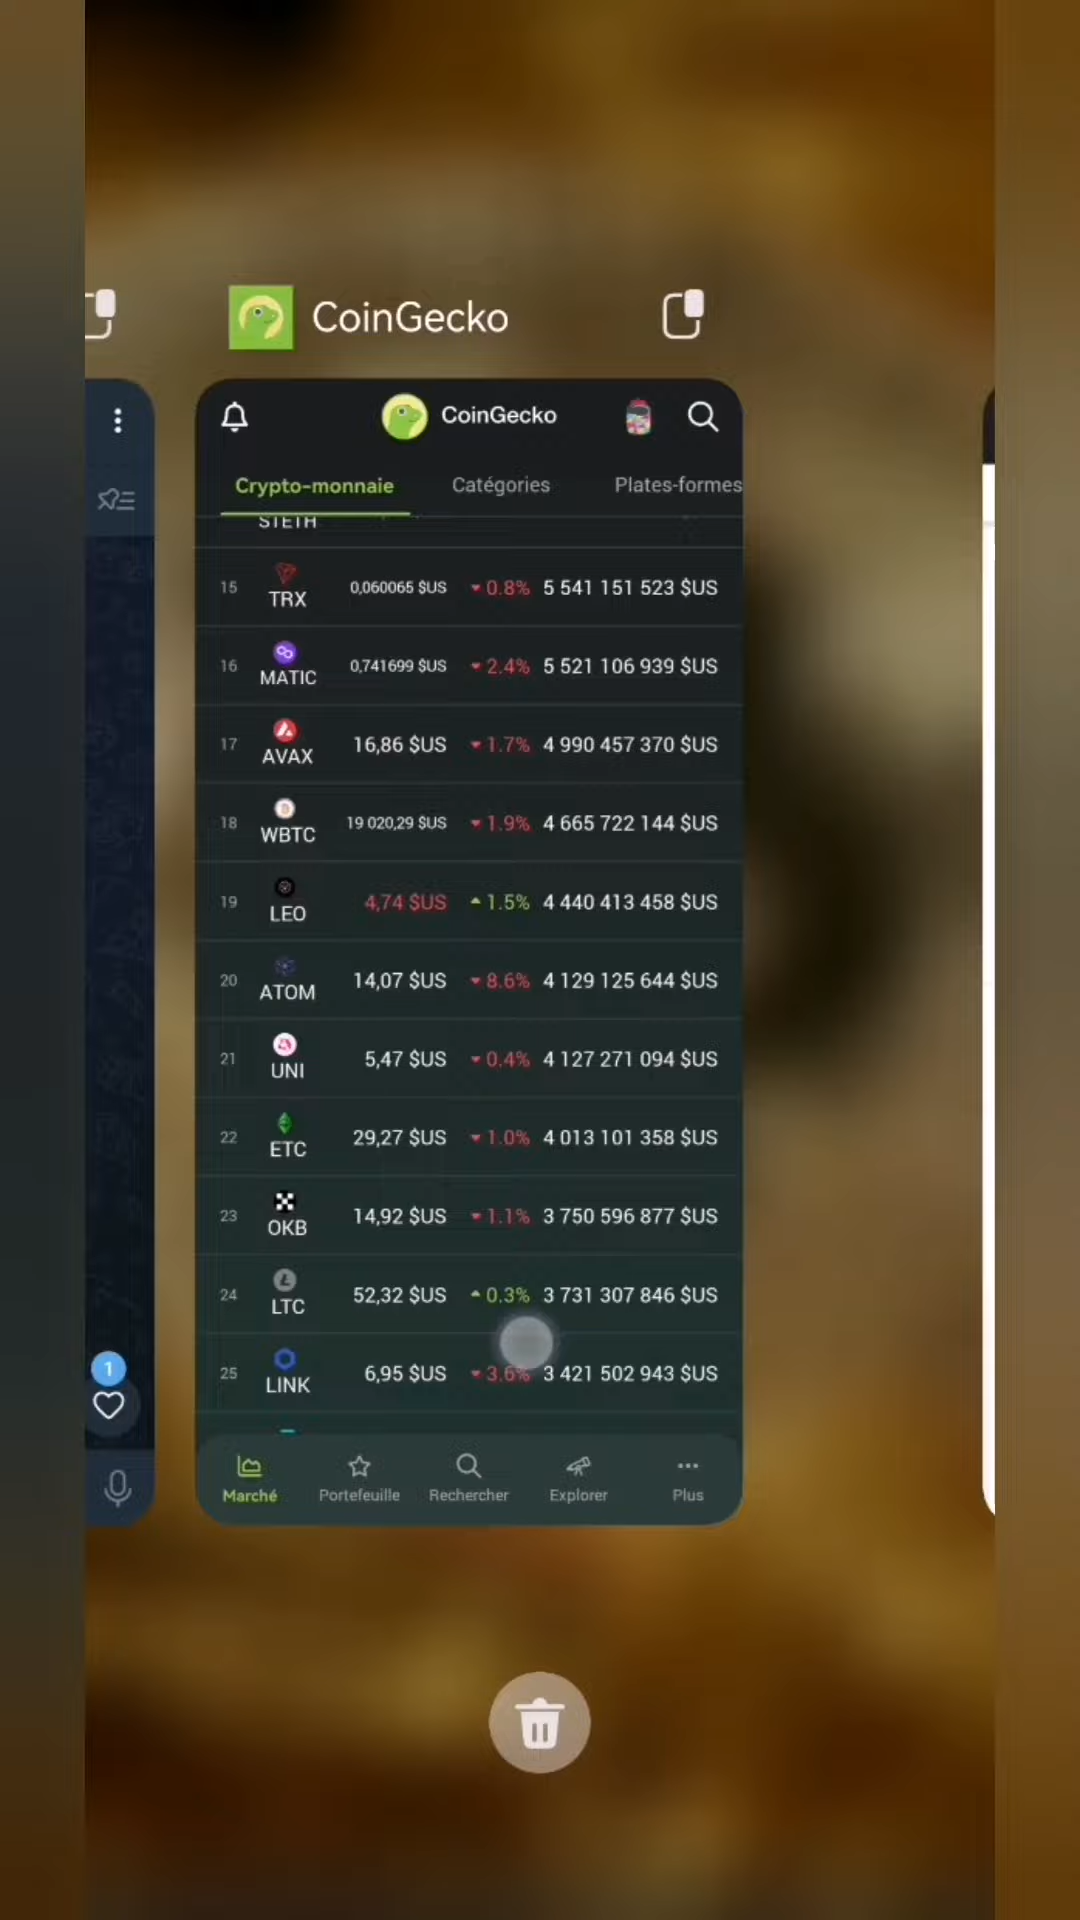 CoinGecko
CoinGecko
Crypto-monnaie Catégories Plates-formes
STETH
15 TRX 0,060065 $US 0.8% 5 541 151 523 $US
16 MATIC 0,741699 $US 2.4% 5 521 106 939 $US
17 AVAX 16,86 $US 1.7% 4 990 457 370 $US
18 WBTC 19 020,29 $US 1.9% 4 665 722 144 $US
19 LEO 4,74 $US 1.5% 4 440 413 458 $US
20 ATOM 14,07 $US 8.6% 4 129 125 644 $US
21 UNI 5,47 $US 0.4% 4 127 271 094 $US
22 ETC 29,27 $US 1.0% 4 013 101 358 $US
23 OKB 14,92 $US 1.1% 3 750 596 877 $US
24 LTC 52,32 $US 0.3% 3 731 307 846 $US
25 LINK 6,95 $US 3.6% 3 421 502 943 $US
1
Marché Portefeuille Rechercher Explorer Plus